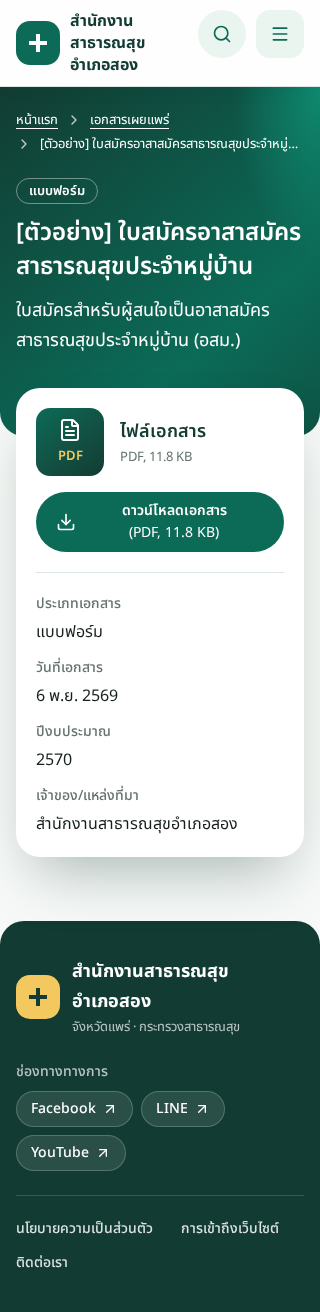 สำนักงาน
สาธารณสุข
อำเภอสอง
หน้าแรก
เอกสารเผยแพร่
[ตัวอย่าง] ใบสมัครอาสาสมัครสาธารณสุขประจำหมู่...
แบบฟอร์ม
[ตัวอย่าง] ใบสมัครอาสาสมัคร
สาธารณสุขประจำหมู่บ้าน
ใบสมัครสำหรับผู้สนใจเป็นอาสาสมัคร
สาธารณสุขประจำหมู่บ้าน (อสม.)
PDF
ไฟล์เอกสาร
PDF, 11.8 KB
ดาวน์โหลดเอกสาร
(PDF, 11.8 KB)
ประเภทเอกสาร
แบบฟอร์ม
วันที่เอกสาร
6 พ.ย. 2569
ปีงบประมาณ
2570
เจ้าของ/แหล่งที่มา
สำนักงานสาธารณสุขอำเภอสอง
สำนักงานสาธารณสุข
อำเภอสอง
จังหวัดแพร่ · กระทรวงสาธารณสุข
ช่องทางทางการ
Facebook
LINE
YouTube
นโยบายความเป็นส่วนตัว
การเข้าถึงเว็บไซต์
ติดต่อเรา